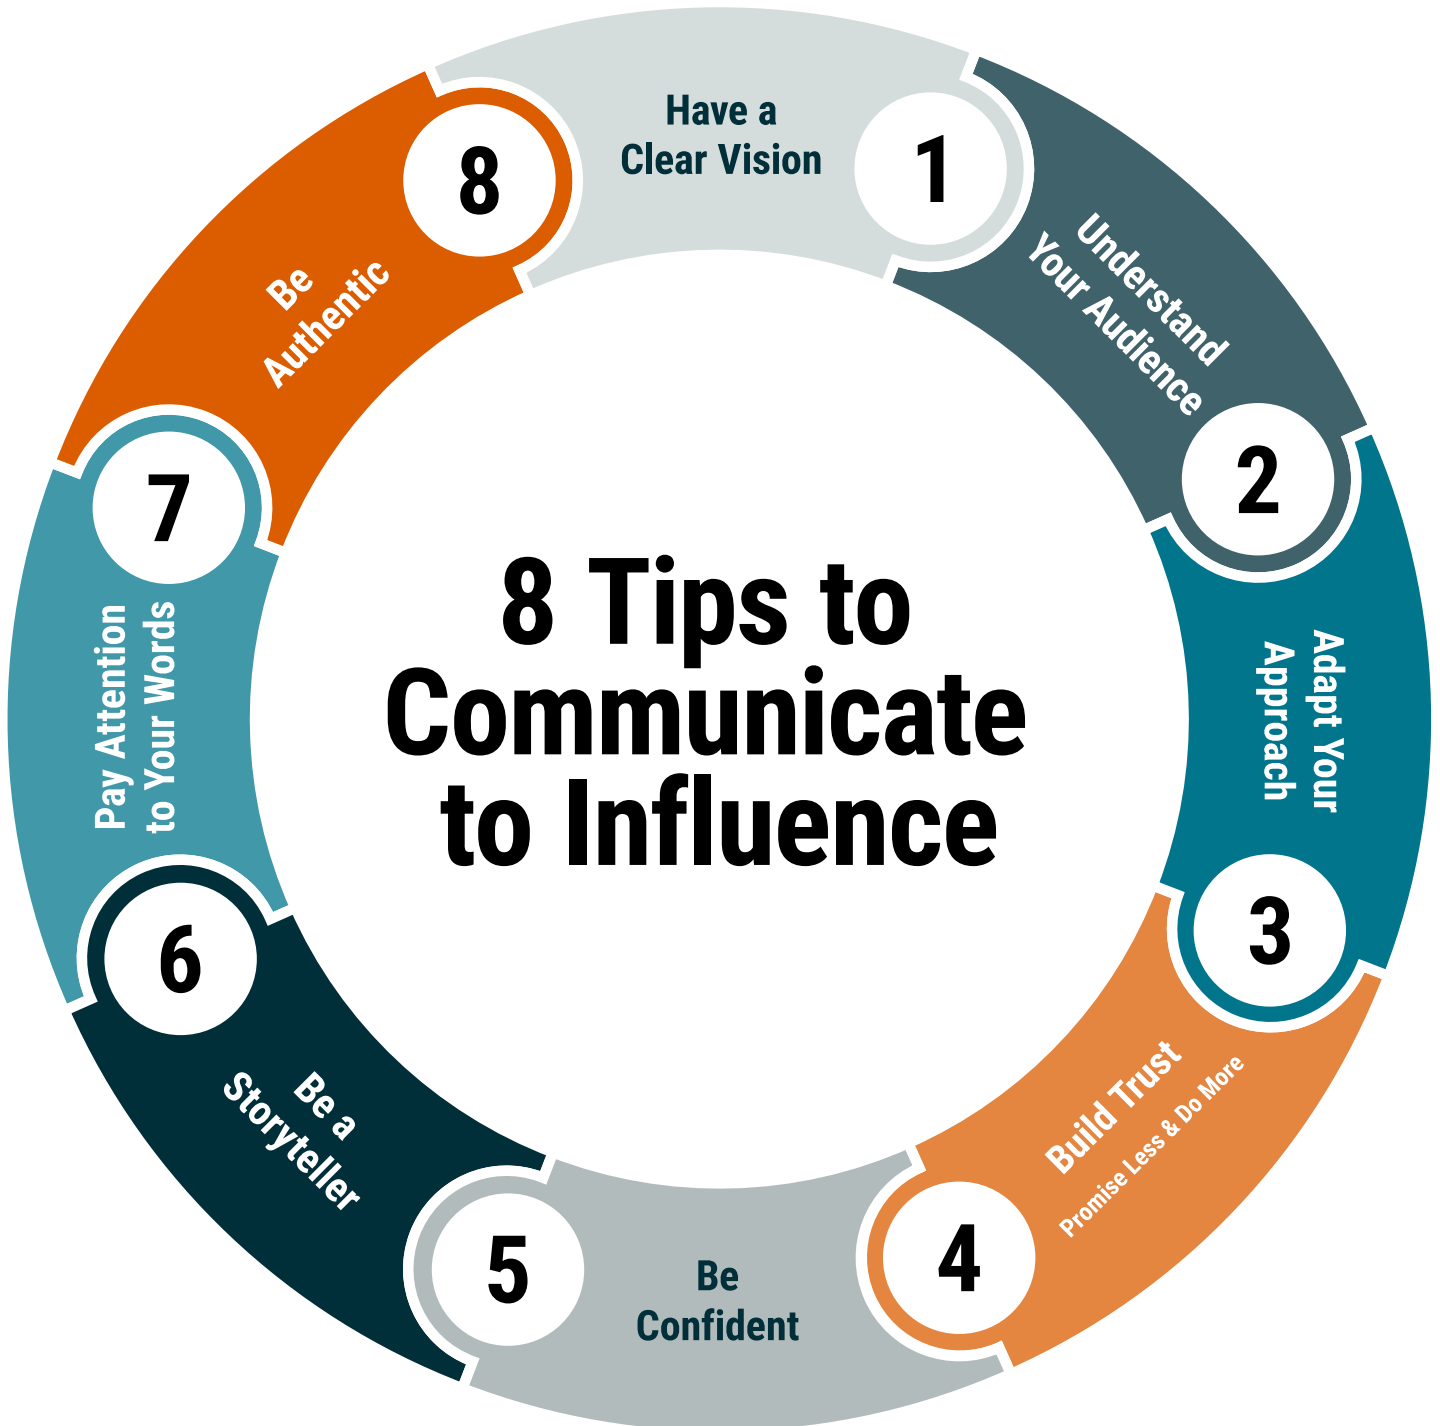 8 Tips to
Communicate
to Influence
Have a
Clear Vision
1
Understand
Your Audience
2
Adapt Your
Approach
3
Build Trust
Promise Less & Do More
4
Be
Confident
5
Be a
Storyteller
6
Pay Attention
to Your Words
7
Be
Authentic
8